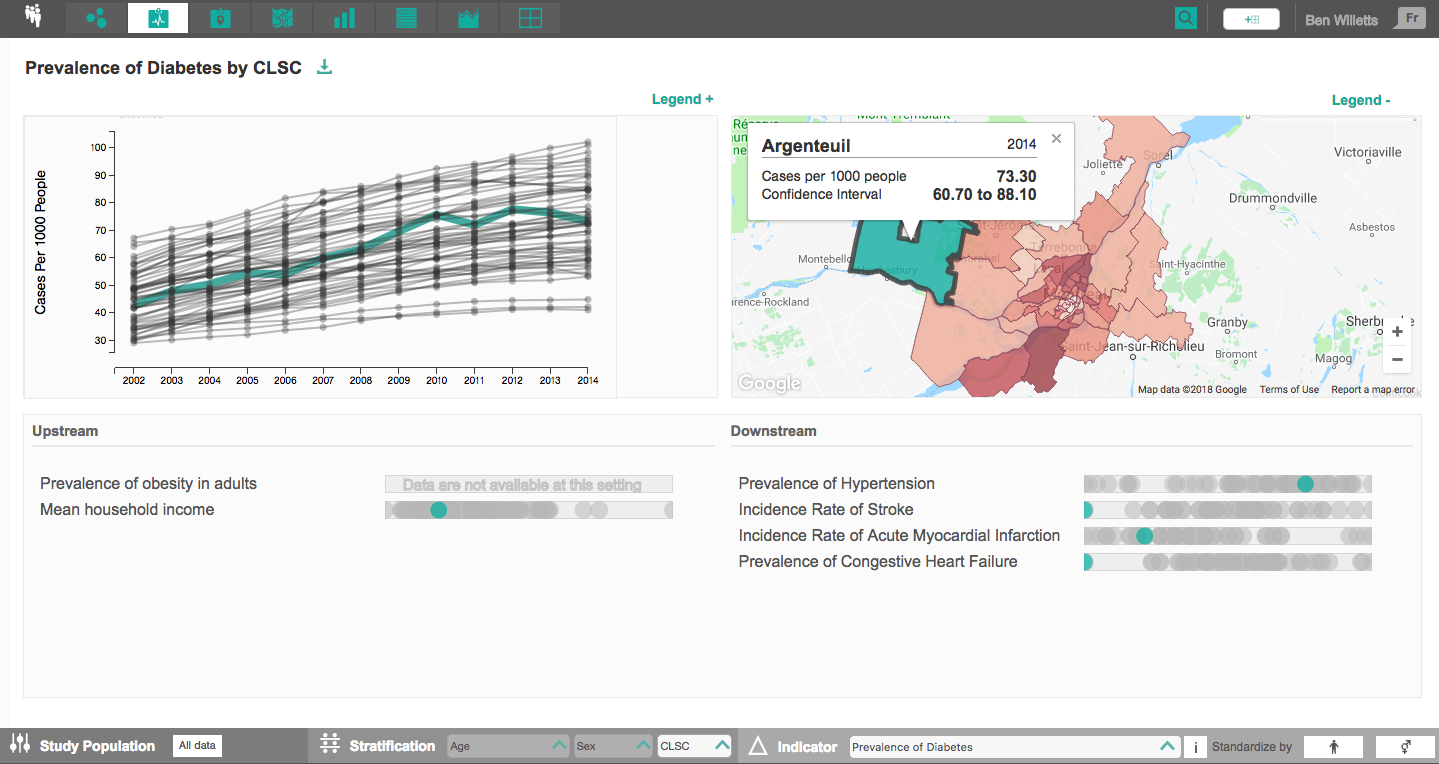 Ben Willetts
Fr
Prevalence of Diabetes by CLSC
Legend +
Legend -
Cases Per 1000 People
100
90
80
70
60
50
40
30
2002 2003 2004 2005 2006 2007 2008 2009 2010 2011 2012 2013 2014
Réserve
Mont-Tremblant
Argenteuil 2014
Cases per 1000 people 73.30
Confidence Interval 60.70 to 88.10
Joliette
Sorel
Victoriaville
Drummondville
Asbestos
Saint-Jérôme
Terrebonne
Montebello
Hawkesbury
Mirabel
Saint-Hyacinthe
arence-Rockland
Granby
Sherbr e
Saint-Jean-sur-Richelieu
Bromont
Magog
+
−
Google
Map data ©2018 Google Terms of Use Report a map error
Upstream
Prevalence of obesity in adults
Data are not available at this setting
Mean household income
Downstream
Prevalence of Hypertension
Incidence Rate of Stroke
Incidence Rate of Acute Myocardial Infarction
Prevalence of Congestive Heart Failure
Study Population All data Stratification Age Sex CLSC Indicator Prevalence of Diabetes i Standardize by